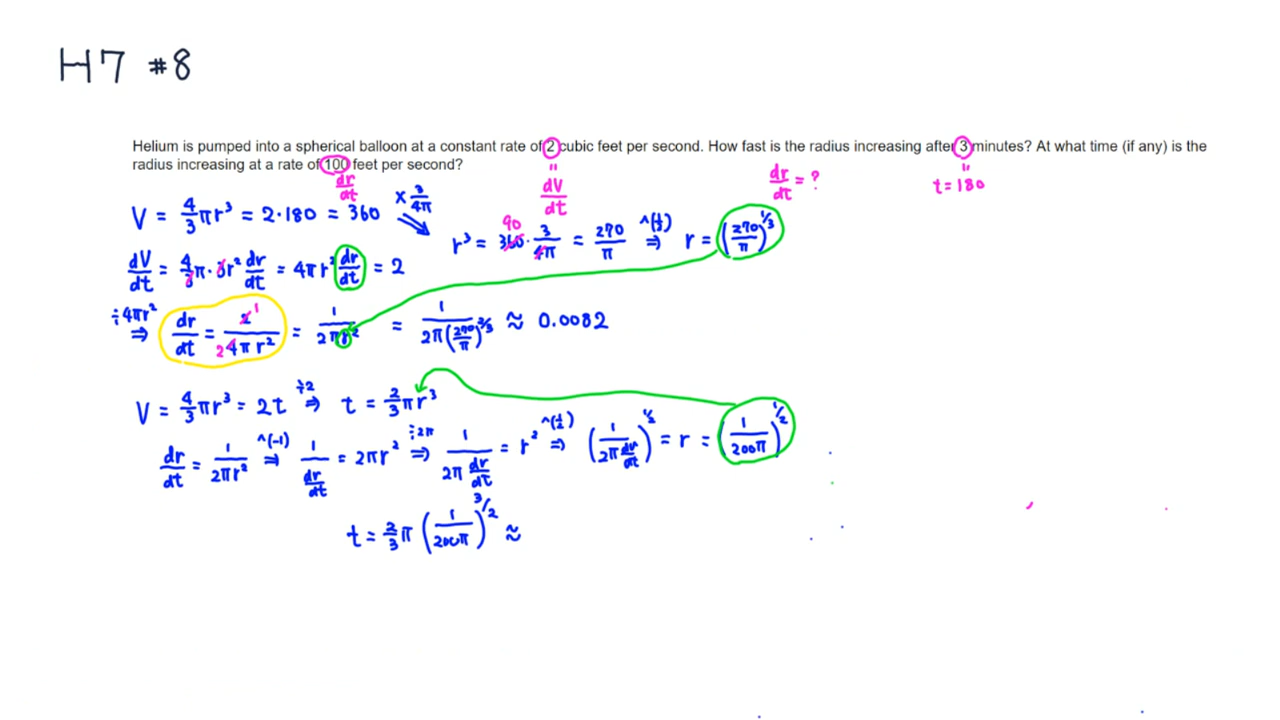 H7 #8
Helium is pumped into a spherical balloon at a constant rate of 2 cubic feet per second. How fast is the radius increasing after 3 minutes? At what time (if any) is the
radius increasing at a rate of 100 feet per second?
dr/dt
" dV/dt
dr/dt = ?
" t = 180
V = 4/3 πr³ = 2·180 = 360
× 3/4π
r³ = 360 · 3/4π = 270/π ^(1/3) ⇒ r = (270/π)^1/3
90
dV/dt = 4/3 π · 3r² dr/dt = 4πr² dr/dt = 2
÷4πr² ⇒ dr/dt = 2/4πr² = 1/2πr² = 1/2π(270/π)^2/3 ≈ 0.0082
1
2
V = 4/3 πr³ = 2t ÷2 ⇒ t = 2/3 πr³
dr/dt = 1/2πr² ^(-1) ⇒ 1/dr/dt = 2πr² ÷2π ⇒ 1/2π dr/dt = r² ^(1/2) ⇒ (1/2π dr/dt)^1/2 = r = (1/200π)^1/2
t = 2/3 π (1/200π)^3/2 ≈